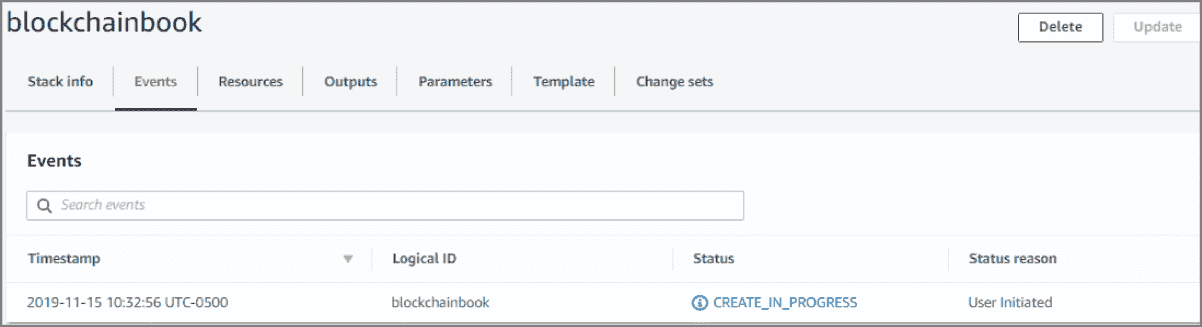 blockchainbook
Delete Update
Stack info Events Resources Outputs Parameters Template Change sets
Events
Search events
Timestamp Logical ID Status Status reason
2019-11-15 10:32:56 UTC-0500 blockchainbook CREATE_IN_PROGRESS User Initiated